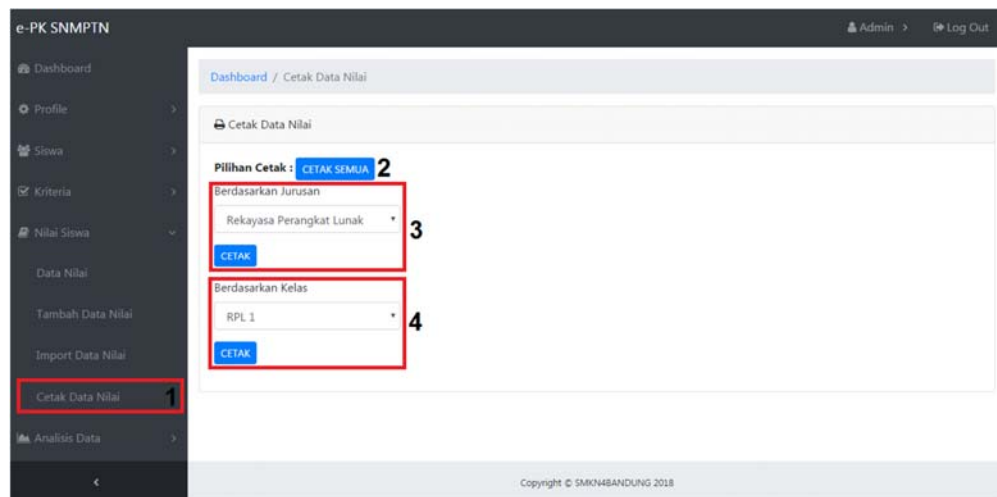 e-PK SNMPTN
Admin >
Log Out
Dashboard
Profile
Siswa
Kriteria
Nilai Siswa
Data Nilai
Tambah Data Nilai
Import Data Nilai
Cetak Data Nilai 1
Analisis Data
Dashboard / Cetak Data Nilai
Cetak Data Nilai
Pilihan Cetak : CETAK SEMUA 2
Berdasarkan Jurusan
Rekayasa Perangkat Lunak
3
CETAK
Berdasarkan Kelas
RPL 1
4
CETAK
Copyright © SMKN4BANDUNG 2018